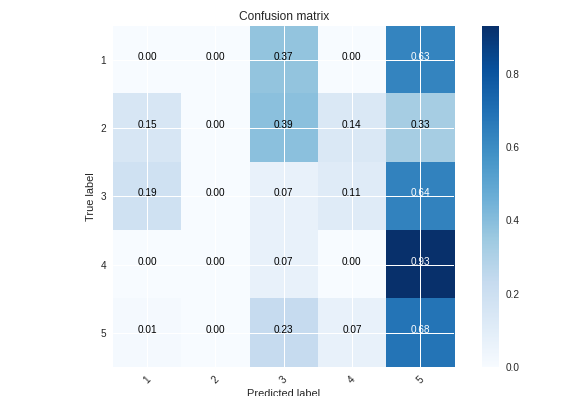 Confusion matrix
1 0.00 0.00 0.37 0.00 0.63
2 0.15 0.00 0.39 0.14 0.33
3 0.19 0.00 0.07 0.11 0.64
4 0.00 0.00 0.07 0.00 0.93
5 0.01 0.00 0.23 0.07 0.68
1 2 3 4 5
True label
Predicted label
0.8
0.6
0.4
0.2
0.0